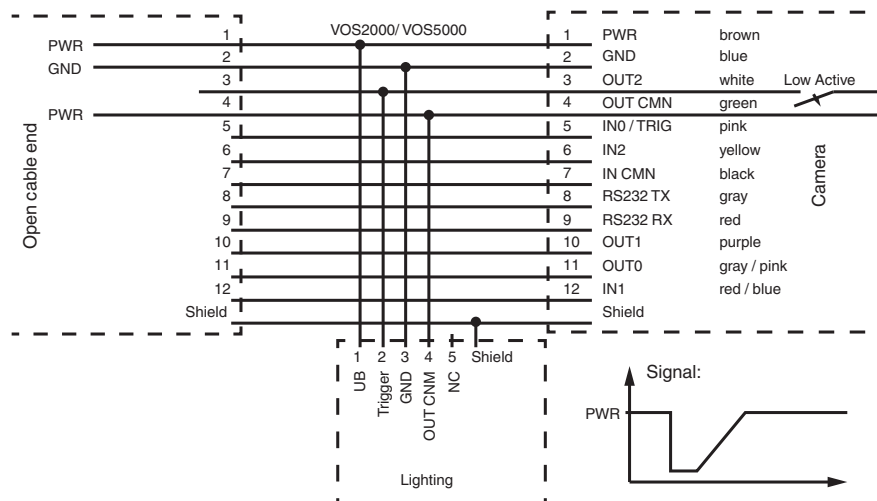 VOS2000/ VOS5000
Open cable end
PWR
GND
PWR
1
2
3
4
5
6
7
8
9
10
11
12
Shield
1 PWR brown
2 GND blue
3 OUT2 white Low Active
4 OUT CMN green
5 IN0 / TRIG pink
6 IN2 yellow
7 IN CMN black
8 RS232 TX gray
9 RS232 RX red
10 OUT1 purple
11 OUT0 gray / pink
12 IN1 red / blue
Shield
Camera
1 2 3 4 5 Shield
UB
Trigger
GND
OUT CNM
NC
Lighting
Signal:
PWR